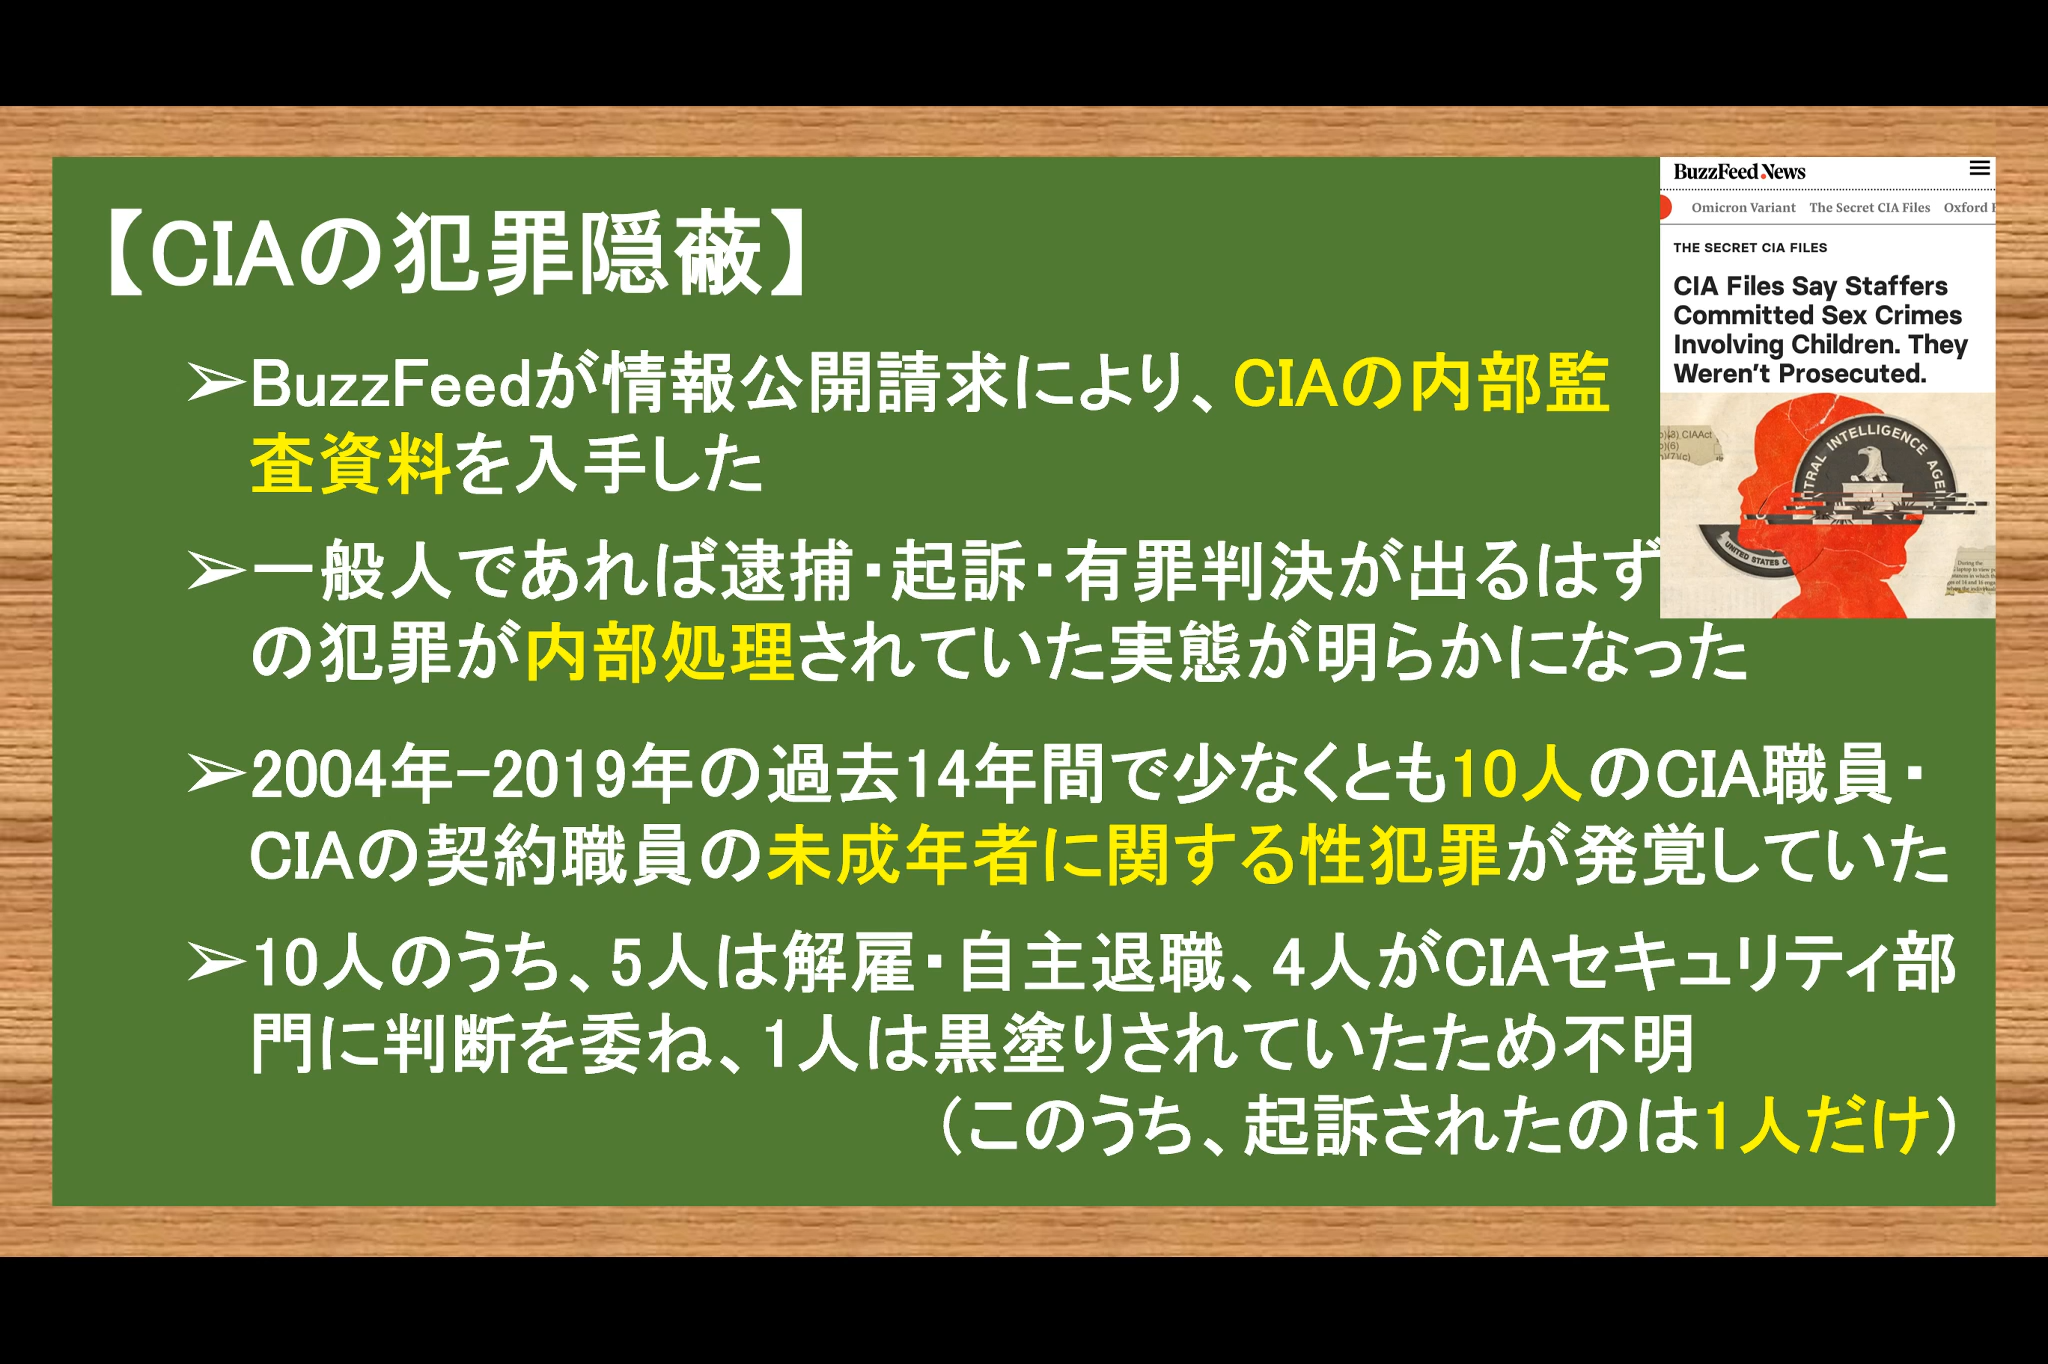 【CIAの犯罪隠蔽】
➢BuzzFeedが情報公開請求により、CIAの内部監
査資料を入手した
➢一般人であれば逮捕・起訴・有罪判決が出るはず
の犯罪が内部処理されていた実態が明らかになった
➢2004年-2019年の過去14年間で少なくとも10人のCIA職員・
CIAの契約職員の未成年者に関する性犯罪が発覚していた
➢10人のうち、5人は解雇・自主退職、4人がCIAセキュリティ部
門に判断を委ね、1人は黒塗りされていたため不明
(このうち、起訴されたのは1人だけ)
BuzzFeed News
Omicron Variant The Secret CIA Files Oxford
THE SECRET CIA FILES
CIA Files Say Staffers
Committed Sex Crimes
Involving Children. They
Weren't Prosecuted.
CIAAct
INTELLIGENCE
UNITED STATES
During the